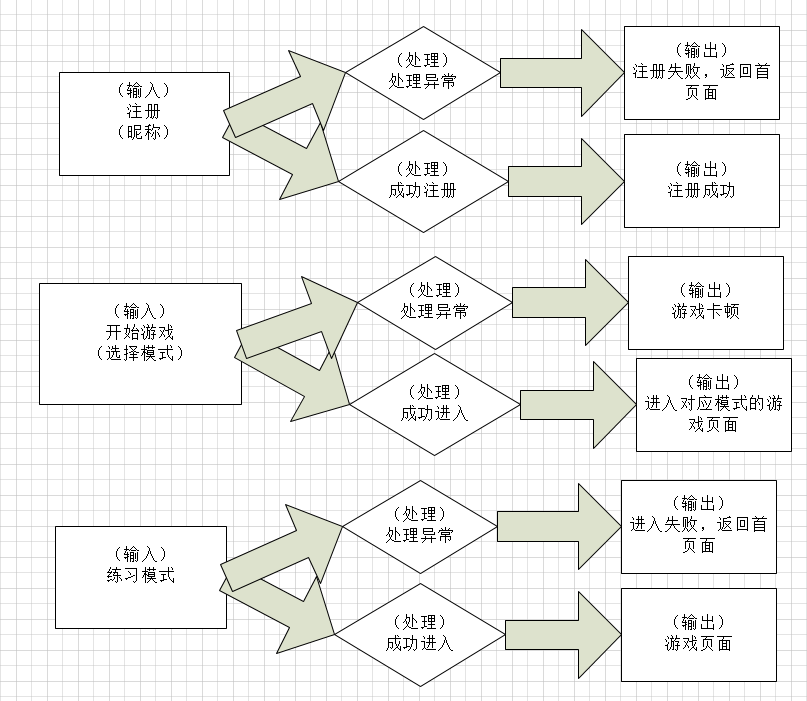 （输入）
注册
（昵称）
（处理）
处理异常
（输出）
注册失败，返回首
页面
（处理）
成功注册
（输出）
注册成功
（输入）
开始游戏
（选择模式）
（处理）
处理异常
（输出）
游戏卡顿
（处理）
成功进入
（输出）
进入对应模式的游
戏页面
（输入）
练习模式
（处理）
处理异常
（输出）
进入失败，返回首
页面
（处理）
成功进入
（输出）
游戏页面